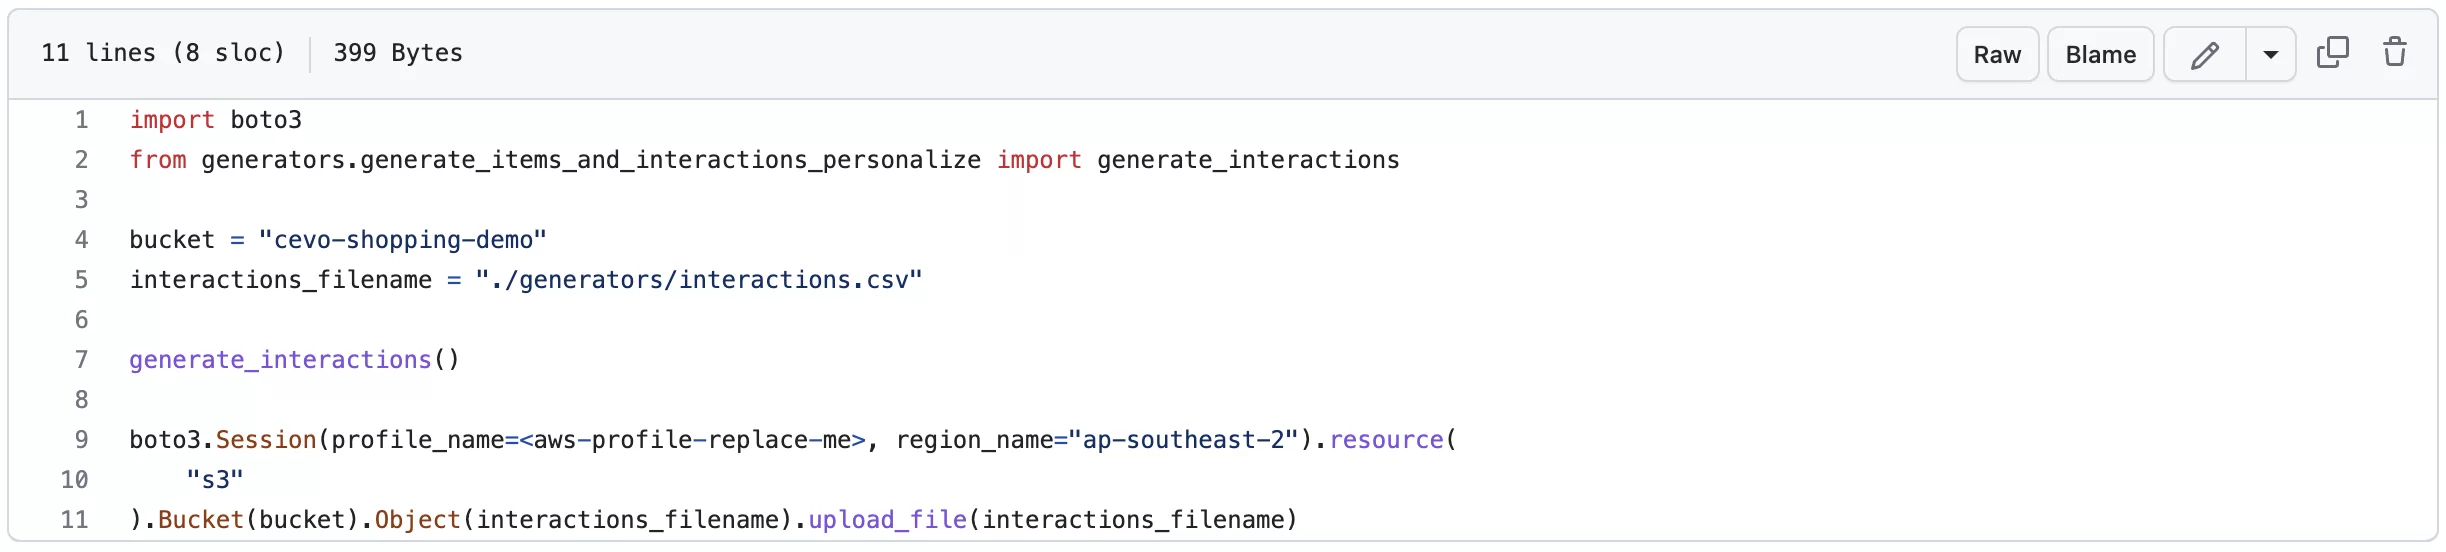 11 lines (8 sloc) 399 Bytes Raw Blame
1 import boto3
2 from generators.generate_items_and_interactions_personalize import generate_interactions
3
4 bucket = "cevo-shopping-demo"
5 interactions_filename = "./generators/interactions.csv"
6
7 generate_interactions()
8
9 boto3.Session(profile_name=<aws-profile-replace-me>, region_name="ap-southeast-2").resource(
10     "s3"
11 ).Bucket(bucket).Object(interactions_filename).upload_file(interactions_filename)